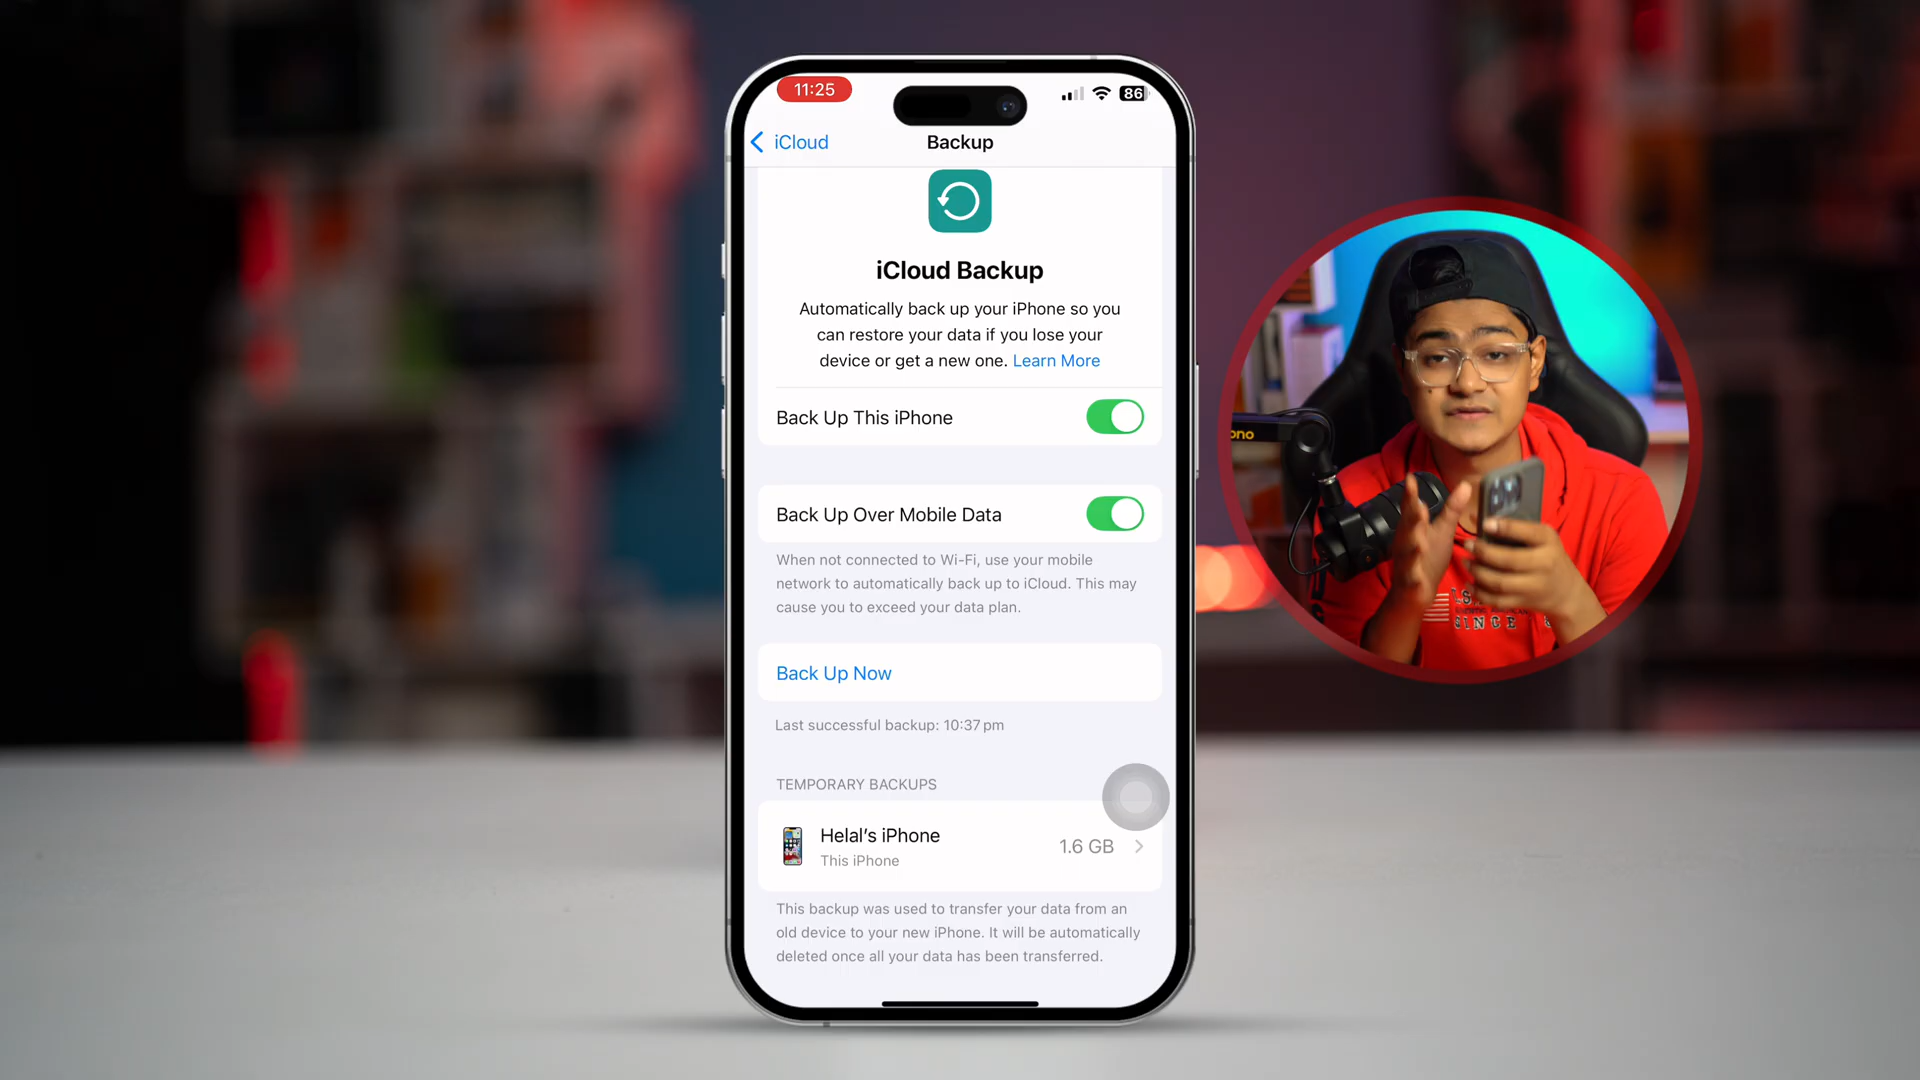 11:25
86
iCloud
Backup
iCloud Backup
Automatically back up your iPhone so you
can restore your data if you lose your
device or get a new one. Learn More
Back Up This iPhone
Back Up Over Mobile Data
When not connected to Wi-Fi, use your mobile
network to automatically back up to iCloud. This may
cause you to exceed your data plan.
Back Up Now
Last successful backup: 10:37 pm
TEMPORARY BACKUPS
Helal's iPhone
This iPhone
1.6 GB
This backup was used to transfer your data from an
old device to your new iPhone. It will be automatically
deleted once all your data has been transferred.
ono
SINCE